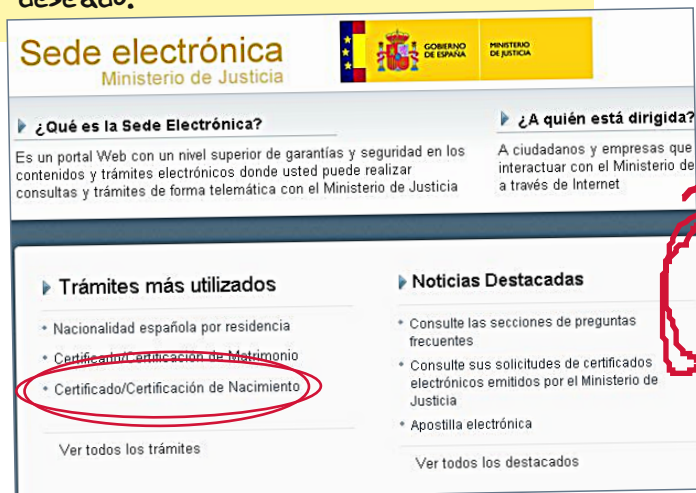 deseado.
Sede electrónica
Ministerio de Justicia
GOBIERNO
DE ESPAÑA
MINISTERIO
DE JUSTICIA
¿Qué es la Sede Electrónica?
Es un portal Web con un nivel superior de garantías y seguridad en los
contenidos y trámites electrónicos donde usted puede realizar
consultas y trámites de forma telemática con el Ministerio de Justicia
¿A quién está dirigida?
A ciudadanos y empresas que
interactuar con el Ministerio de
a través de Internet
Trámites más utilizados
Nacionalidad española por residencia
Certificado/Certificación de Matrimonio
Certificado/Certificación de Nacimiento
Ver todos los trámites
Noticias Destacadas
Consulte las secciones de preguntas
frecuentes
Consulte sus solicitudes de certificados
electrónicos emitidos por el Ministerio de
Justicia
Apostilla electrónica
Ver todos los destacados